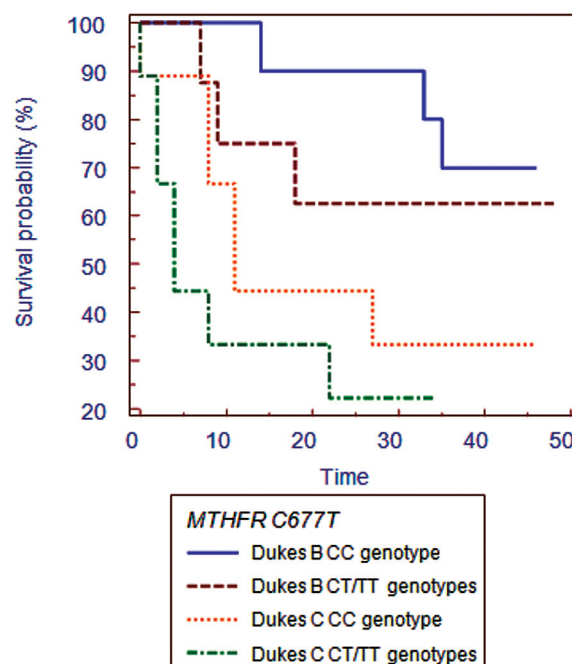 Survival probability (%)
100
90
80
70
60
50
40
30
20
0 10 20 30 40 50
Time
MTHFR C677T
Dukes B CC genotype
Dukes B CT/TT genotypes
Dukes C CC genotype
Dukes C CT/TT genotypes